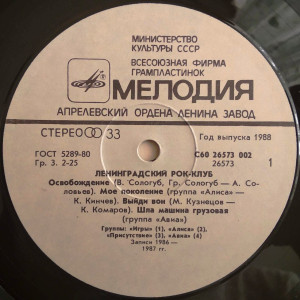 МИНИСТЕРСТВО
КУЛЬТУРЫ СССР
ВСЕСОЮЗНАЯ ФИРМА
ГРАМПЛАСТИНОК
МЕЛОДИЯ
АПРЕЛЕВСКИЙ ОРДЕНА ЛЕНИНА ЗАВОД
СТЕРЕО 33
Год выпуска 1988
ГОСТ 5289-80
С60 26573 002
Гр. 3. 2-25
26573 1
ЛЕНИНГРАДСКИЙ РОК-КЛУБ
Освобождение (В. Сологуб, Гр. Сологуб — А. Со-
ловьев). Мое поколение (группа «Алиса» —
К. Кинчев). Выйди вон (М. Кузнецов —
К. Комаров). Шла машина грузовая
(группа «Авиа»)
Группы: «Игры» (1), «Алиса» (2),
«Присутствие» (3), «Авиа» (4)
Записи 1986—
1987 гг.